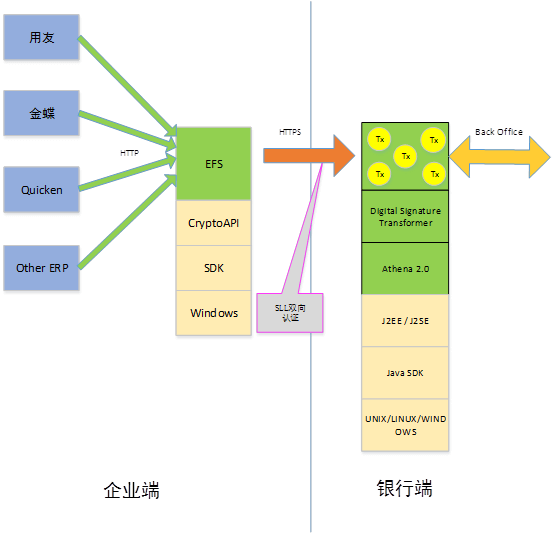 用友
金蝶
Quicken
Other ERP
HTTP
EFS
CryptoAPI
SDK
Windows
HTTPS
SLL双向
认证
Tx
Tx
Tx
Tx
Tx
Back Office
Digital Signature
Transformer
Athena 2.0
J2EE / J2SE
Java SDK
UNIX/LINUX/WIND
OWS
企业端
银行端